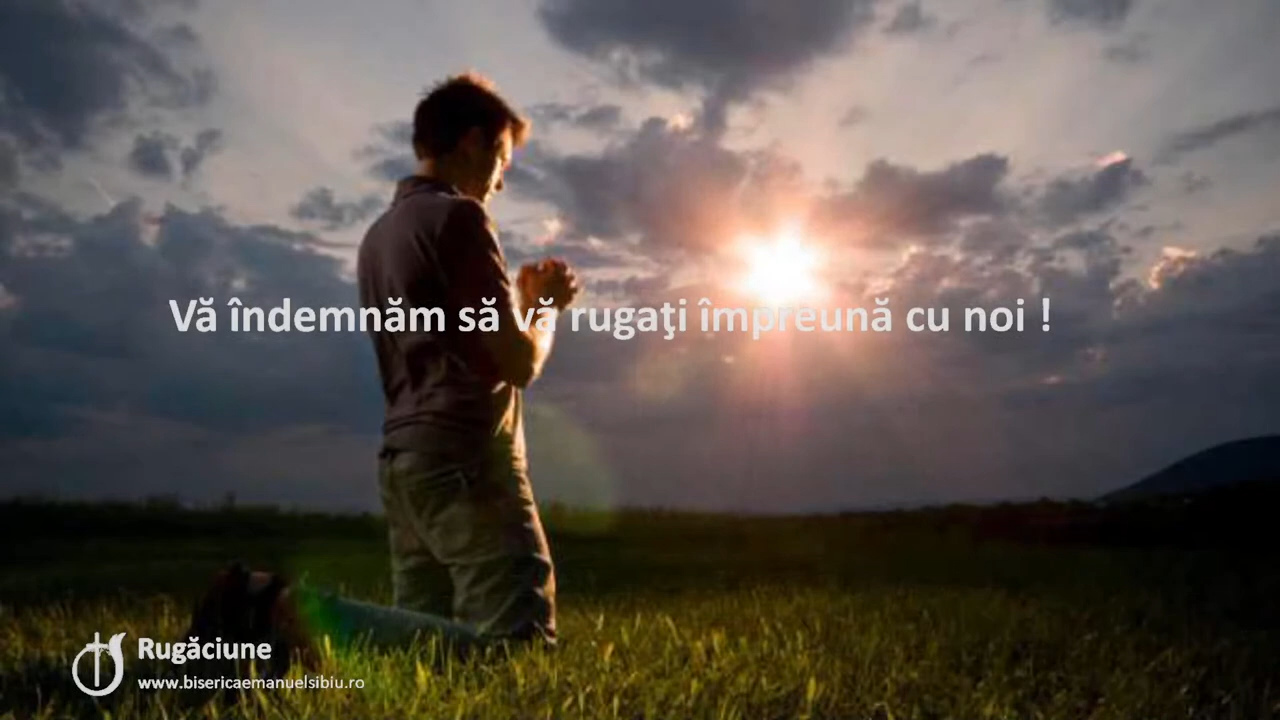 Vă îndemnăm să vă rugaţi împreună cu noi !
Rugăciune
www.bisericaemanuelsibiu.ro